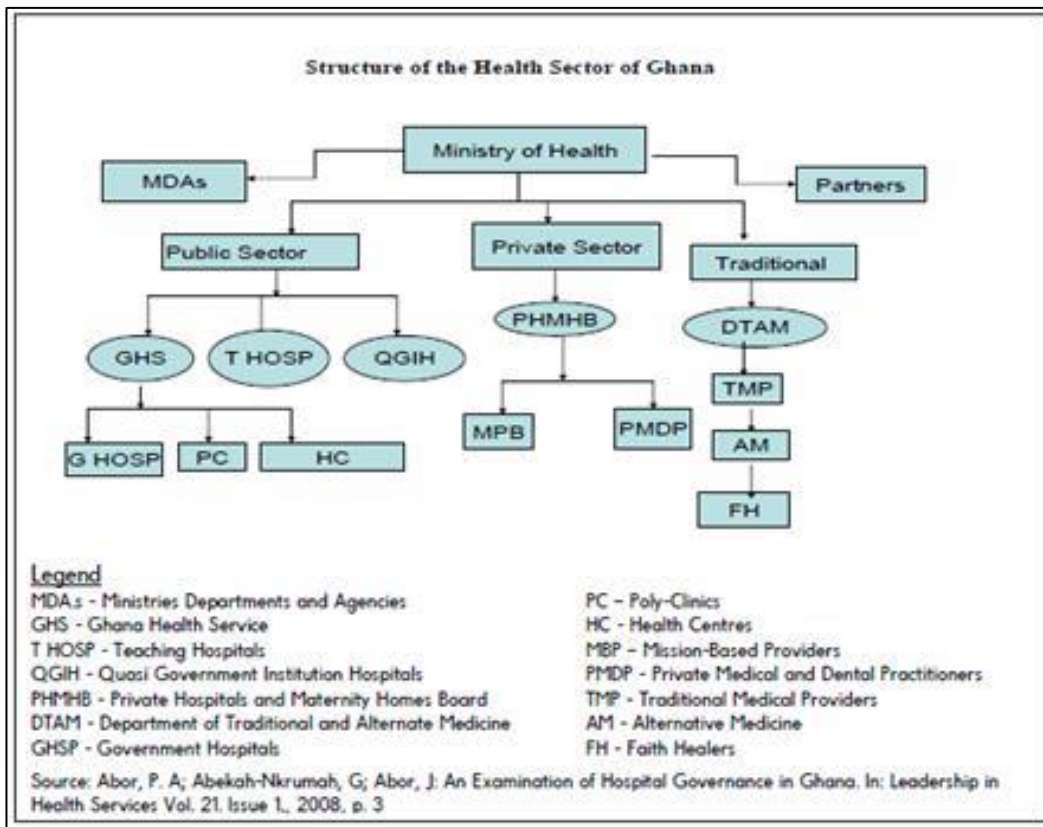 Structure of the Health Sector of Ghana
Ministry of Health
MDAs
Partners
Public Sector
Private Sector
Traditional
GHS
T HOSP
QGIH
PHMHB
DTAM
G HOSP
PC
HC
MPB
PMDP
TMP
AM
FH
Legend
MDA.s - Ministries Departments and Agencies
GHS - Ghana Health Service
T HOSP - Teaching Hospitals
QGIH - Quasi Government Institution Hospitals
PHMHB - Private Hospitals and Maternity Homes Board
DTAM - Department of Traditional and Alternate Medicine
GHSP - Government Hospitals
PC – Poly-Clinics
HC - Health Centres
MBP – Mission-Based Providers
PMDP - Private Medical and Dental Practitioners
TMP - Traditional Medical Providers
AM - Alternative Medicine
FH - Faith Healers
Source: Abor, P. A; Abekah-Nkrumah, G; Abor, J: An Examination of Hospital Governance in Ghana. In: Leadership in
Health Services Vol. 21. Issue 1., 2008, p. 3